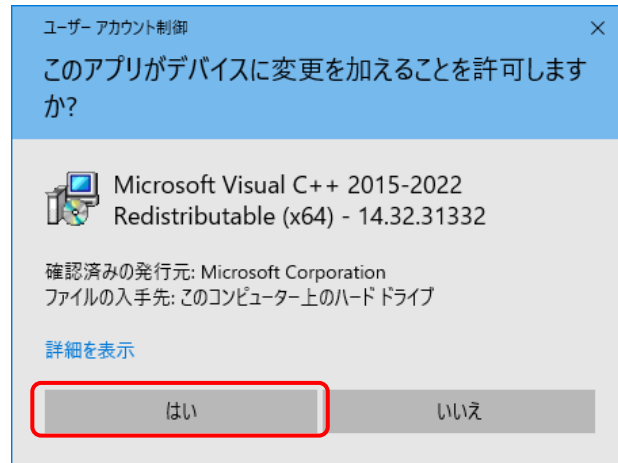 ユーザー アカウント制御
このアプリがデバイスに変更を加えることを許可します
か?
Microsoft Visual C++ 2015-2022
Redistributable (x64) - 14.32.31332
確認済みの発行元: Microsoft Corporation
ファイルの入手先: このコンピューター上のハード ドライブ
詳細を表示
はい
いいえ